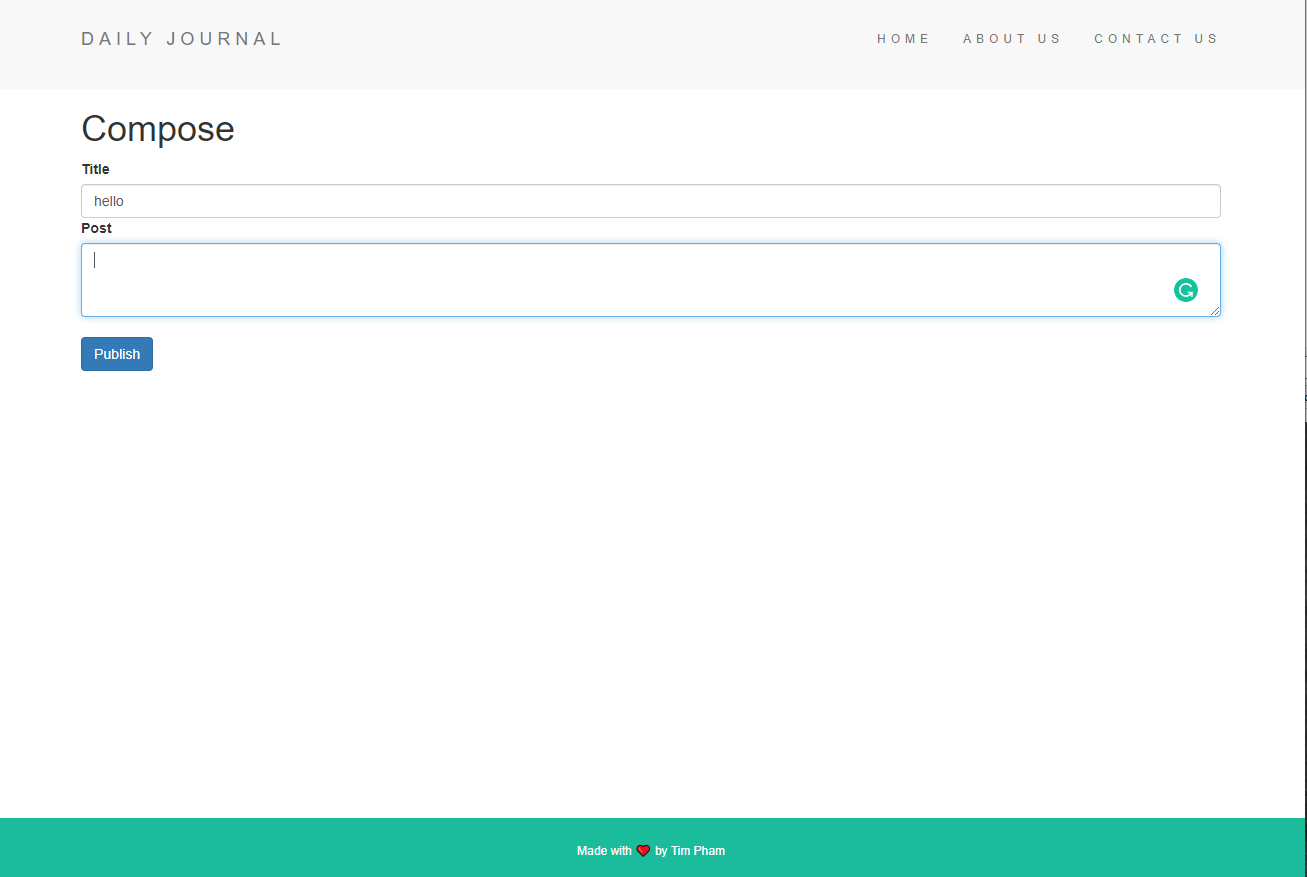 DAILY JOURNAL
HOME ABOUT US CONTACT US
Compose
Title
hello
Post
Publish
Made with ❤️ by Tim Pham